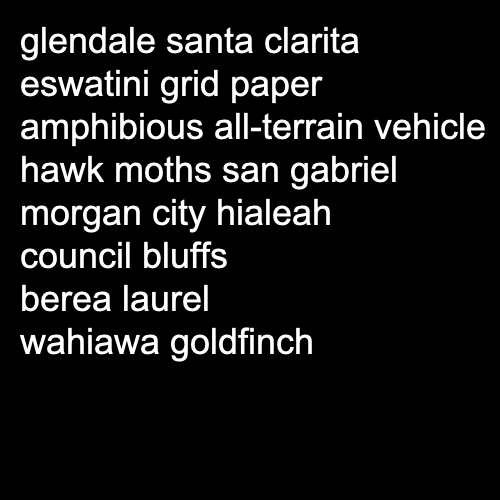 glendale santa clarita
eswatini grid paper
amphibious all-terrain vehicle
hawk moths san gabriel
morgan city hialeah
council bluffs
berea laurel
wahiawa goldfinch